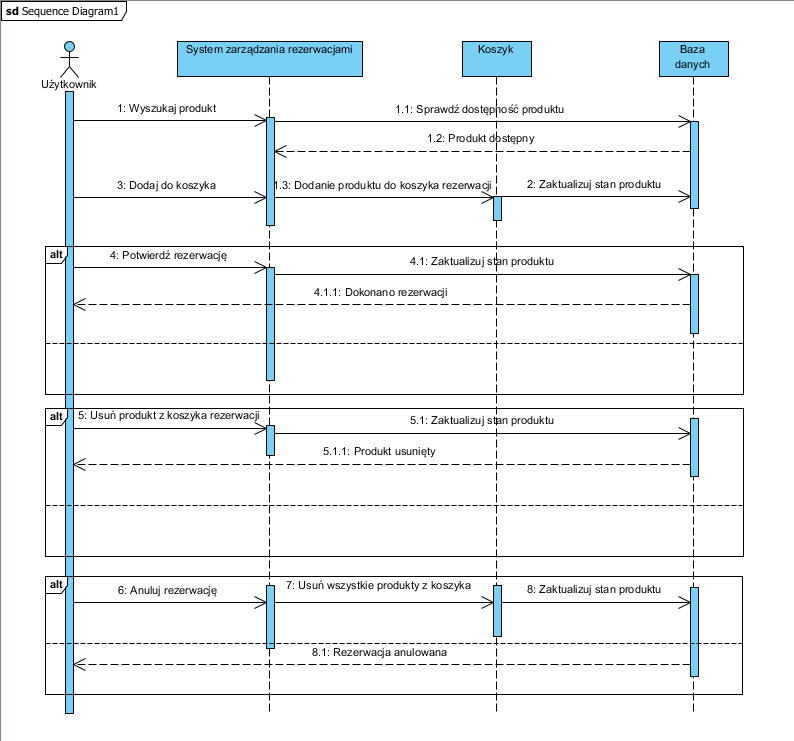 sd Sequence Diagram1
Użytkownik
System zarządzania rezerwacjami
Koszyk
Baza
danych
1: Wyszukaj produkt
1.1: Sprawdź dostępność produktu
1.2: Produkt dostępny
3: Dodaj do koszyka
1.3: Dodanie produktu do koszyka rezerwacji
2: Zaktualizuj stan produktu
alt
4: Potwierdź rezerwację
4.1: Zaktualizuj stan produktu
4.1.1: Dokonano rezerwacji
alt
5: Usuń produkt z koszyka rezerwacji
5.1: Zaktualizuj stan produktu
5.1.1: Produkt usunięty
alt
6: Anuluj rezerwację
7: Usuń wszystkie produkty z koszyka
8: Zaktualizuj stan produktu
8.1: Rezerwacja anulowana